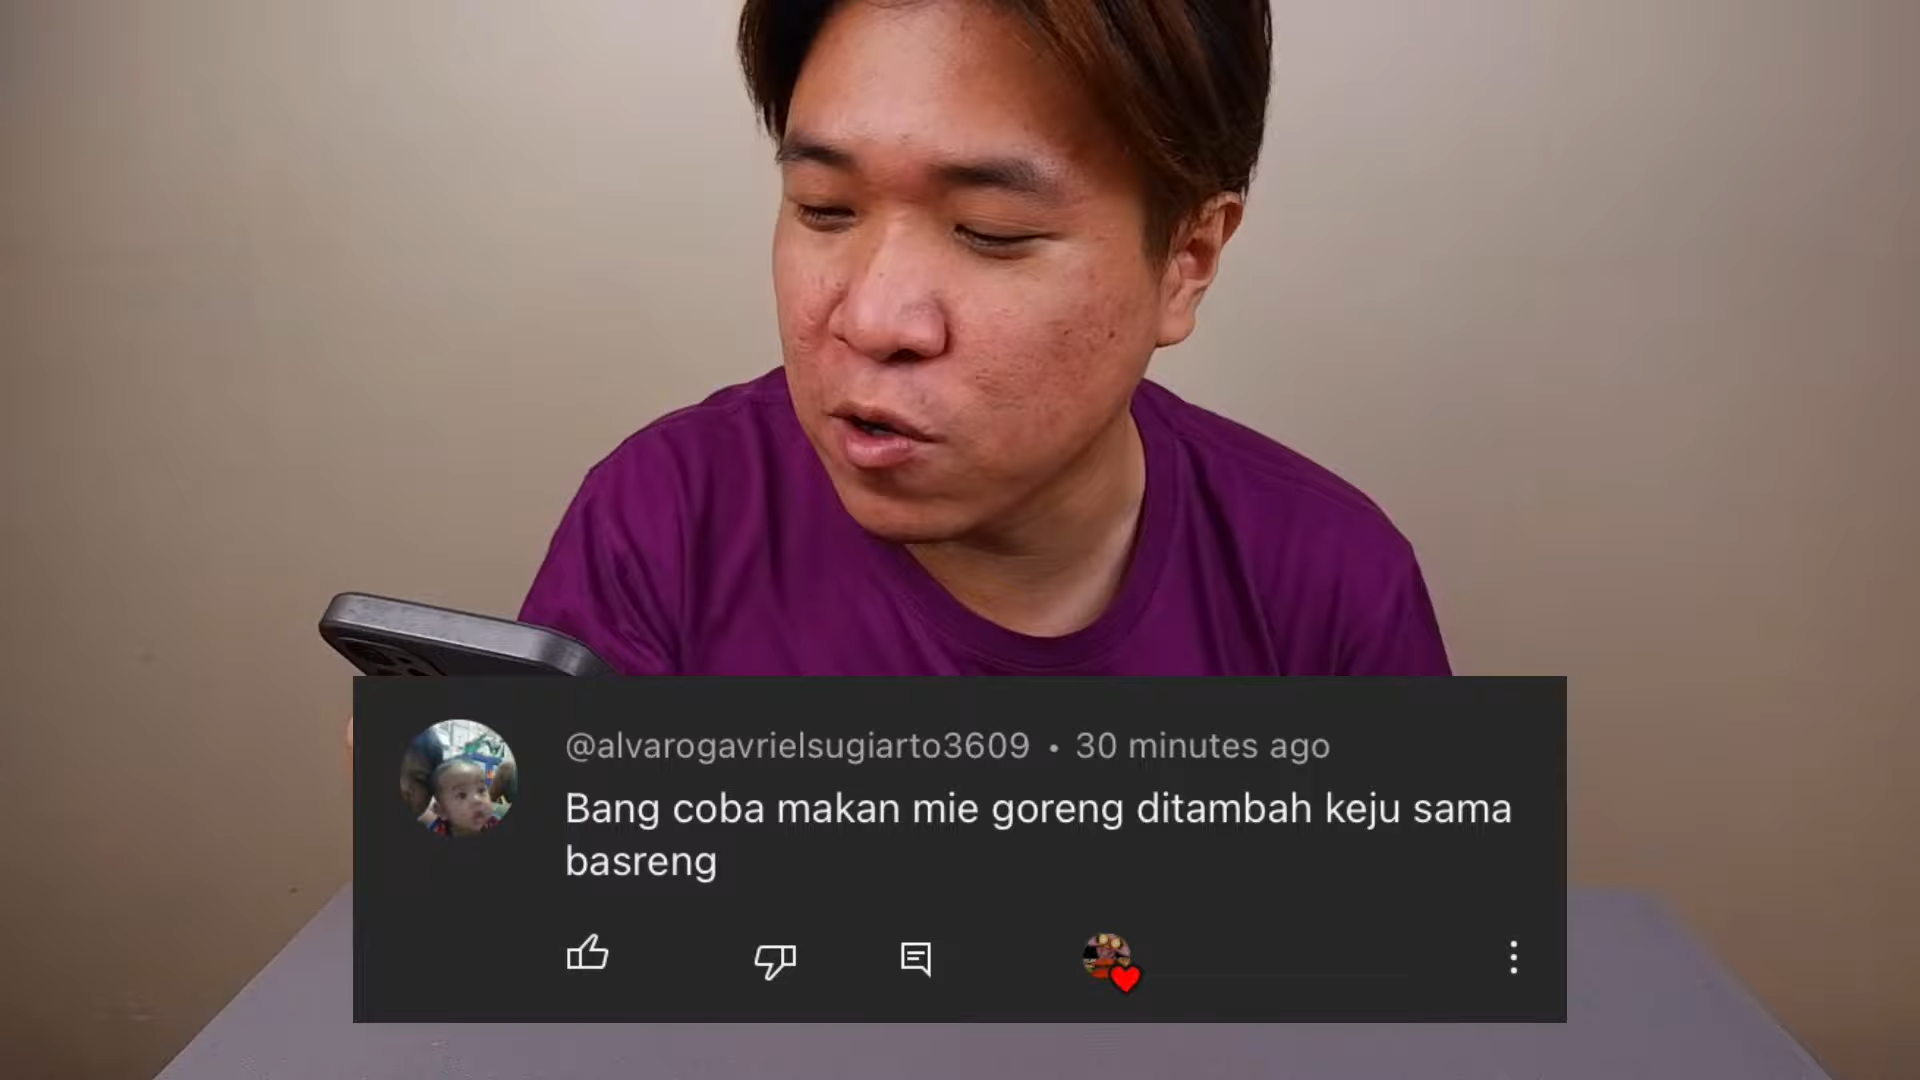 @alvarogavrielsugiarto3609 • 30 minutes ago
Bang coba makan mie goreng ditambah keju sama
basreng